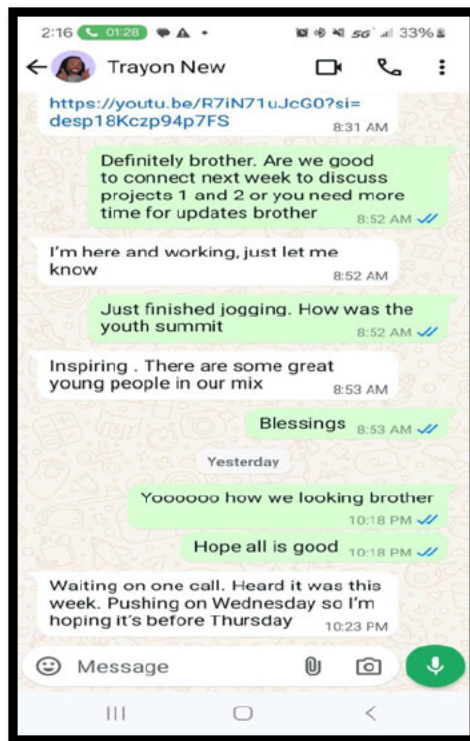 2:16 01:28 5G 33%
Trayon New
https://youtu.be/R7iN71uJcG0?si=
desp18Kczp94p7FS
8:31 AM
Definitely brother. Are we good
to connect next week to discuss
projects 1 and 2 or you need more
time for updates brother
8:52 AM
I'm here and working, just let me
know
8:52 AM
Just finished jogging. How was the
youth summit
8:52 AM
Inspiring . There are some great
young people in our mix
8:53 AM
Blessings 8:53 AM
Yesterday
Yoooooo how we looking brother
10:18 PM
Hope all is good 10:18 PM
Waiting on one call. Heard it was this
week. Pushing on Wednesday so I'm
hoping it's before Thursday 10:23 PM
Message